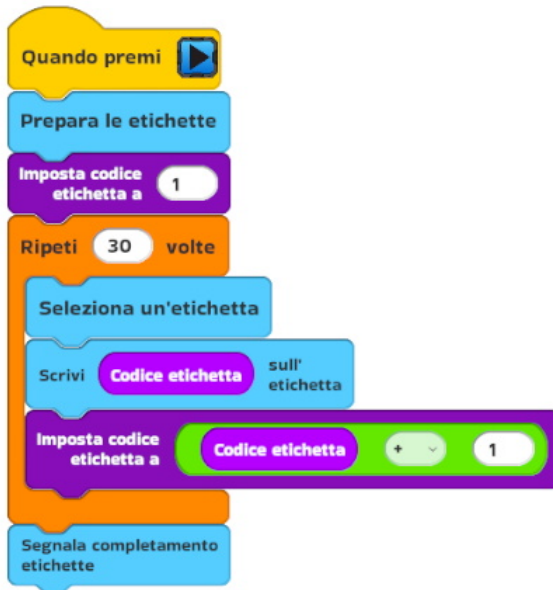 Quando premi
Prepara le etichette
Imposta codice
etichetta a 1
Ripeti 30 volte
Seleziona un'etichetta
Scrivi Codice etichetta sull'
etichetta
Imposta codice
etichetta a Codice etichetta + 1
Segnala completamento
etichette